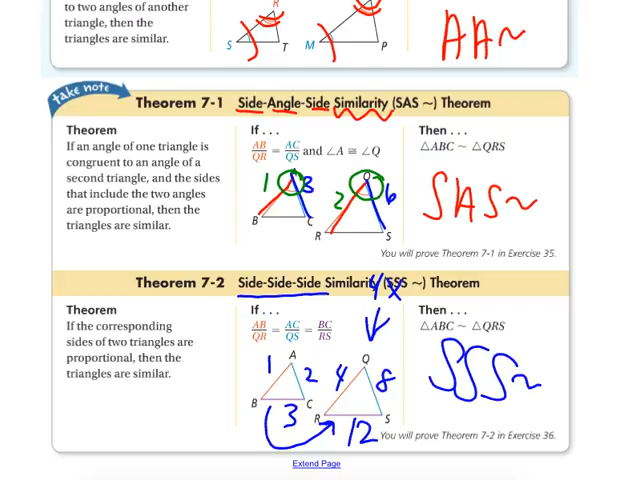 to two angles of another
triangle, then the
triangles are similar.
R
S
T
M
P
AA~
take note
Theorem 7-1 Side-Angle-Side Similarity (SAS ~) Theorem
Theorem
If an angle of one triangle is
congruent to an angle of a
second triangle, and the sides
that include the two angles
are proportional, then the
triangles are similar.
If . . .
AB/QR = AC/QS and ∠A ≅ ∠Q
1
3
B
C
Q
2
6
R
S
Then . . .
△ABC ~ △QRS
SAS~
You will prove Theorem 7-1 in Exercise 35.
Theorem 7-2 Side-Side-Side Similarity (SSS ~) Theorem
Theorem
If the corresponding
sides of two triangles are
proportional, then the
triangles are similar.
If . . .
AB/QR = AC/QS = BC/RS
4x
A
1
2
B
C
3
Q
4
8
R
S
12
Then . . .
△ABC ~ △QRS
SSS~
You will prove Theorem 7-2 in Exercise 36.
Extend Page